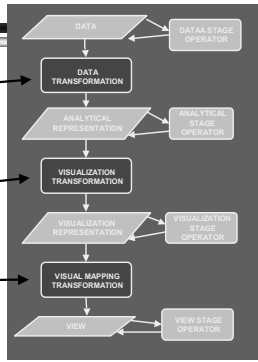 DATA
DATAA STAGE
OPERATOR
DATA
TRANSFORMATION
ANALYTICAL
REPRESENTATION
ANALYTICAL
STAGE
OPERATOR
VISUALIZATION
TRANSFORMATION
VISUALIZATION
REPRESENTATION
VISUALIZATION
STAGE
OPERATOR
VISUAL MAPPING
TRANSFORMATION
VIEW
VIEW STAGE
OPERATOR